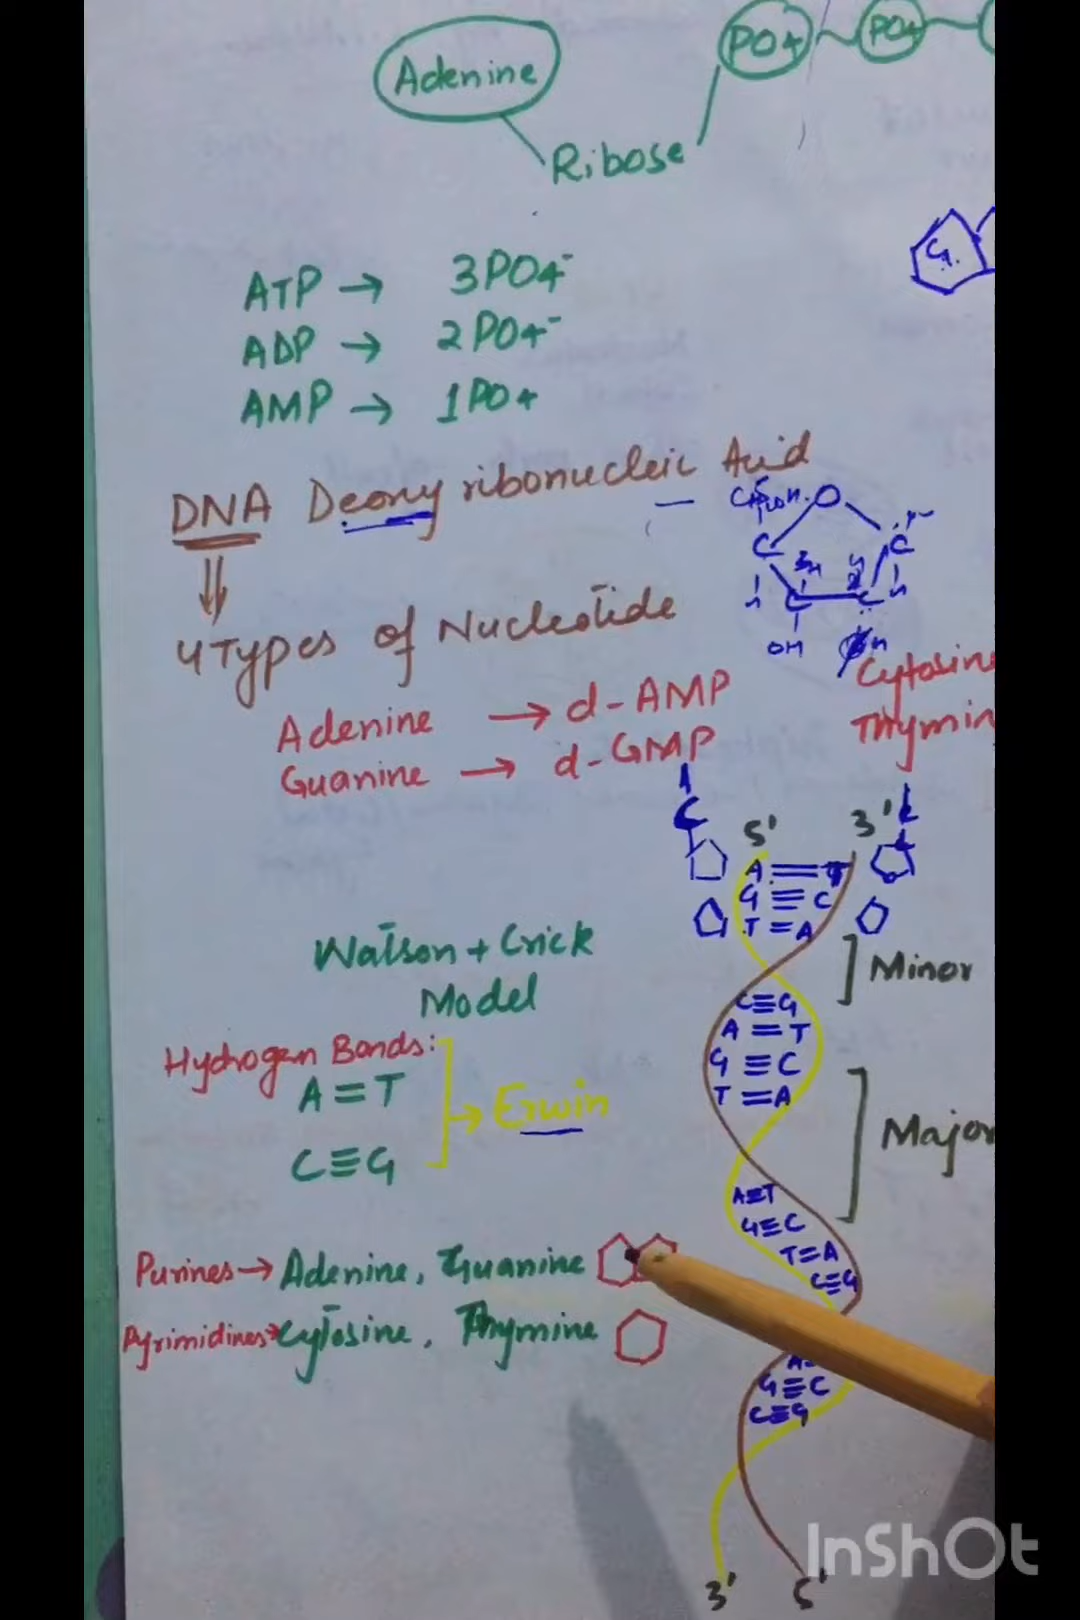 Adenine
PO4
PO4
Ribose
G
ATP → 3PO4⁻
ADP → 2PO4⁻
AMP → 1PO4
DNA Deoxy ribonucleic Acid
O
C
C
C
C
OH
4 Types of Nucleotide
Adenine → d-AMP
Guanine → d-GMP
Cytosine
Thymin
C
5'
3'
A = T
G ≡ C
T = A
Minor
Watson + Crick
Model
C≡G
A = T
G ≡ C
T = A
Major
Hydrogen Bonds:
A = T
C≡G
→ Erwin
A=T
G≡C
T=A
C≡G
Purines → Adenine, Guanine
Pyrimidines→ Cytosine, Thymine
A
G≡C
C≡G
3'
5'
InShOt